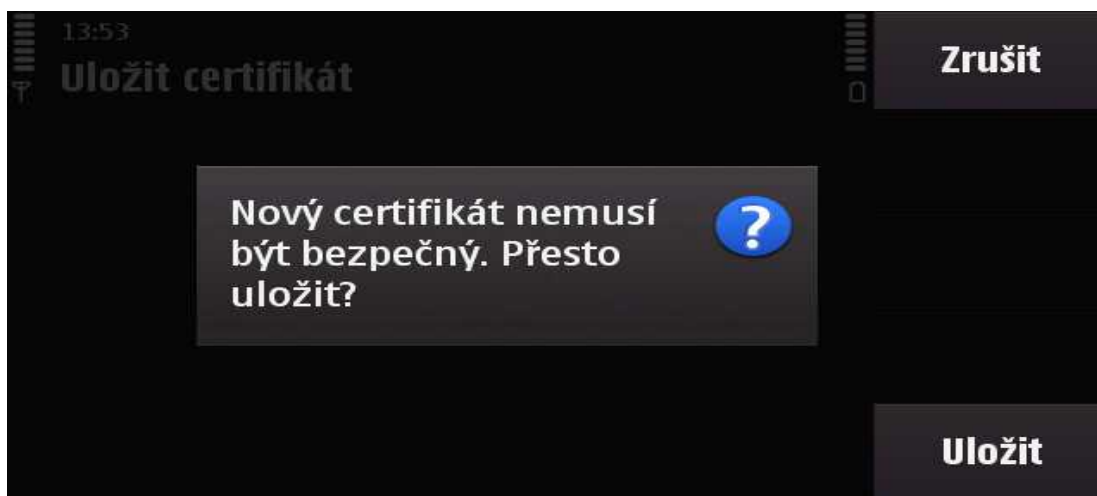 13:53
Uložit certifikát
Zrušit
Nový certifikát nemusí
být bezpečný. Přesto
uložit?
?
Uložit